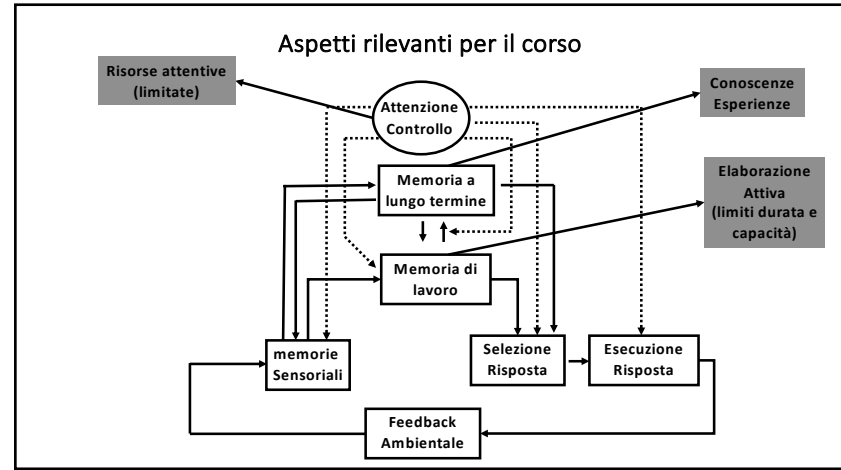 Aspetti rilevanti per il corso
Risorse attentive
(limitate)
Attenzione
Controllo
Conoscenze
Esperienze
Memoria a
lungo termine
Elaborazione
Attiva
(limiti durata e
capacità)
Memoria di
lavoro
memorie
Sensoriali
Selezione
Risposta
Esecuzione
Risposta
Feedback
Ambientale